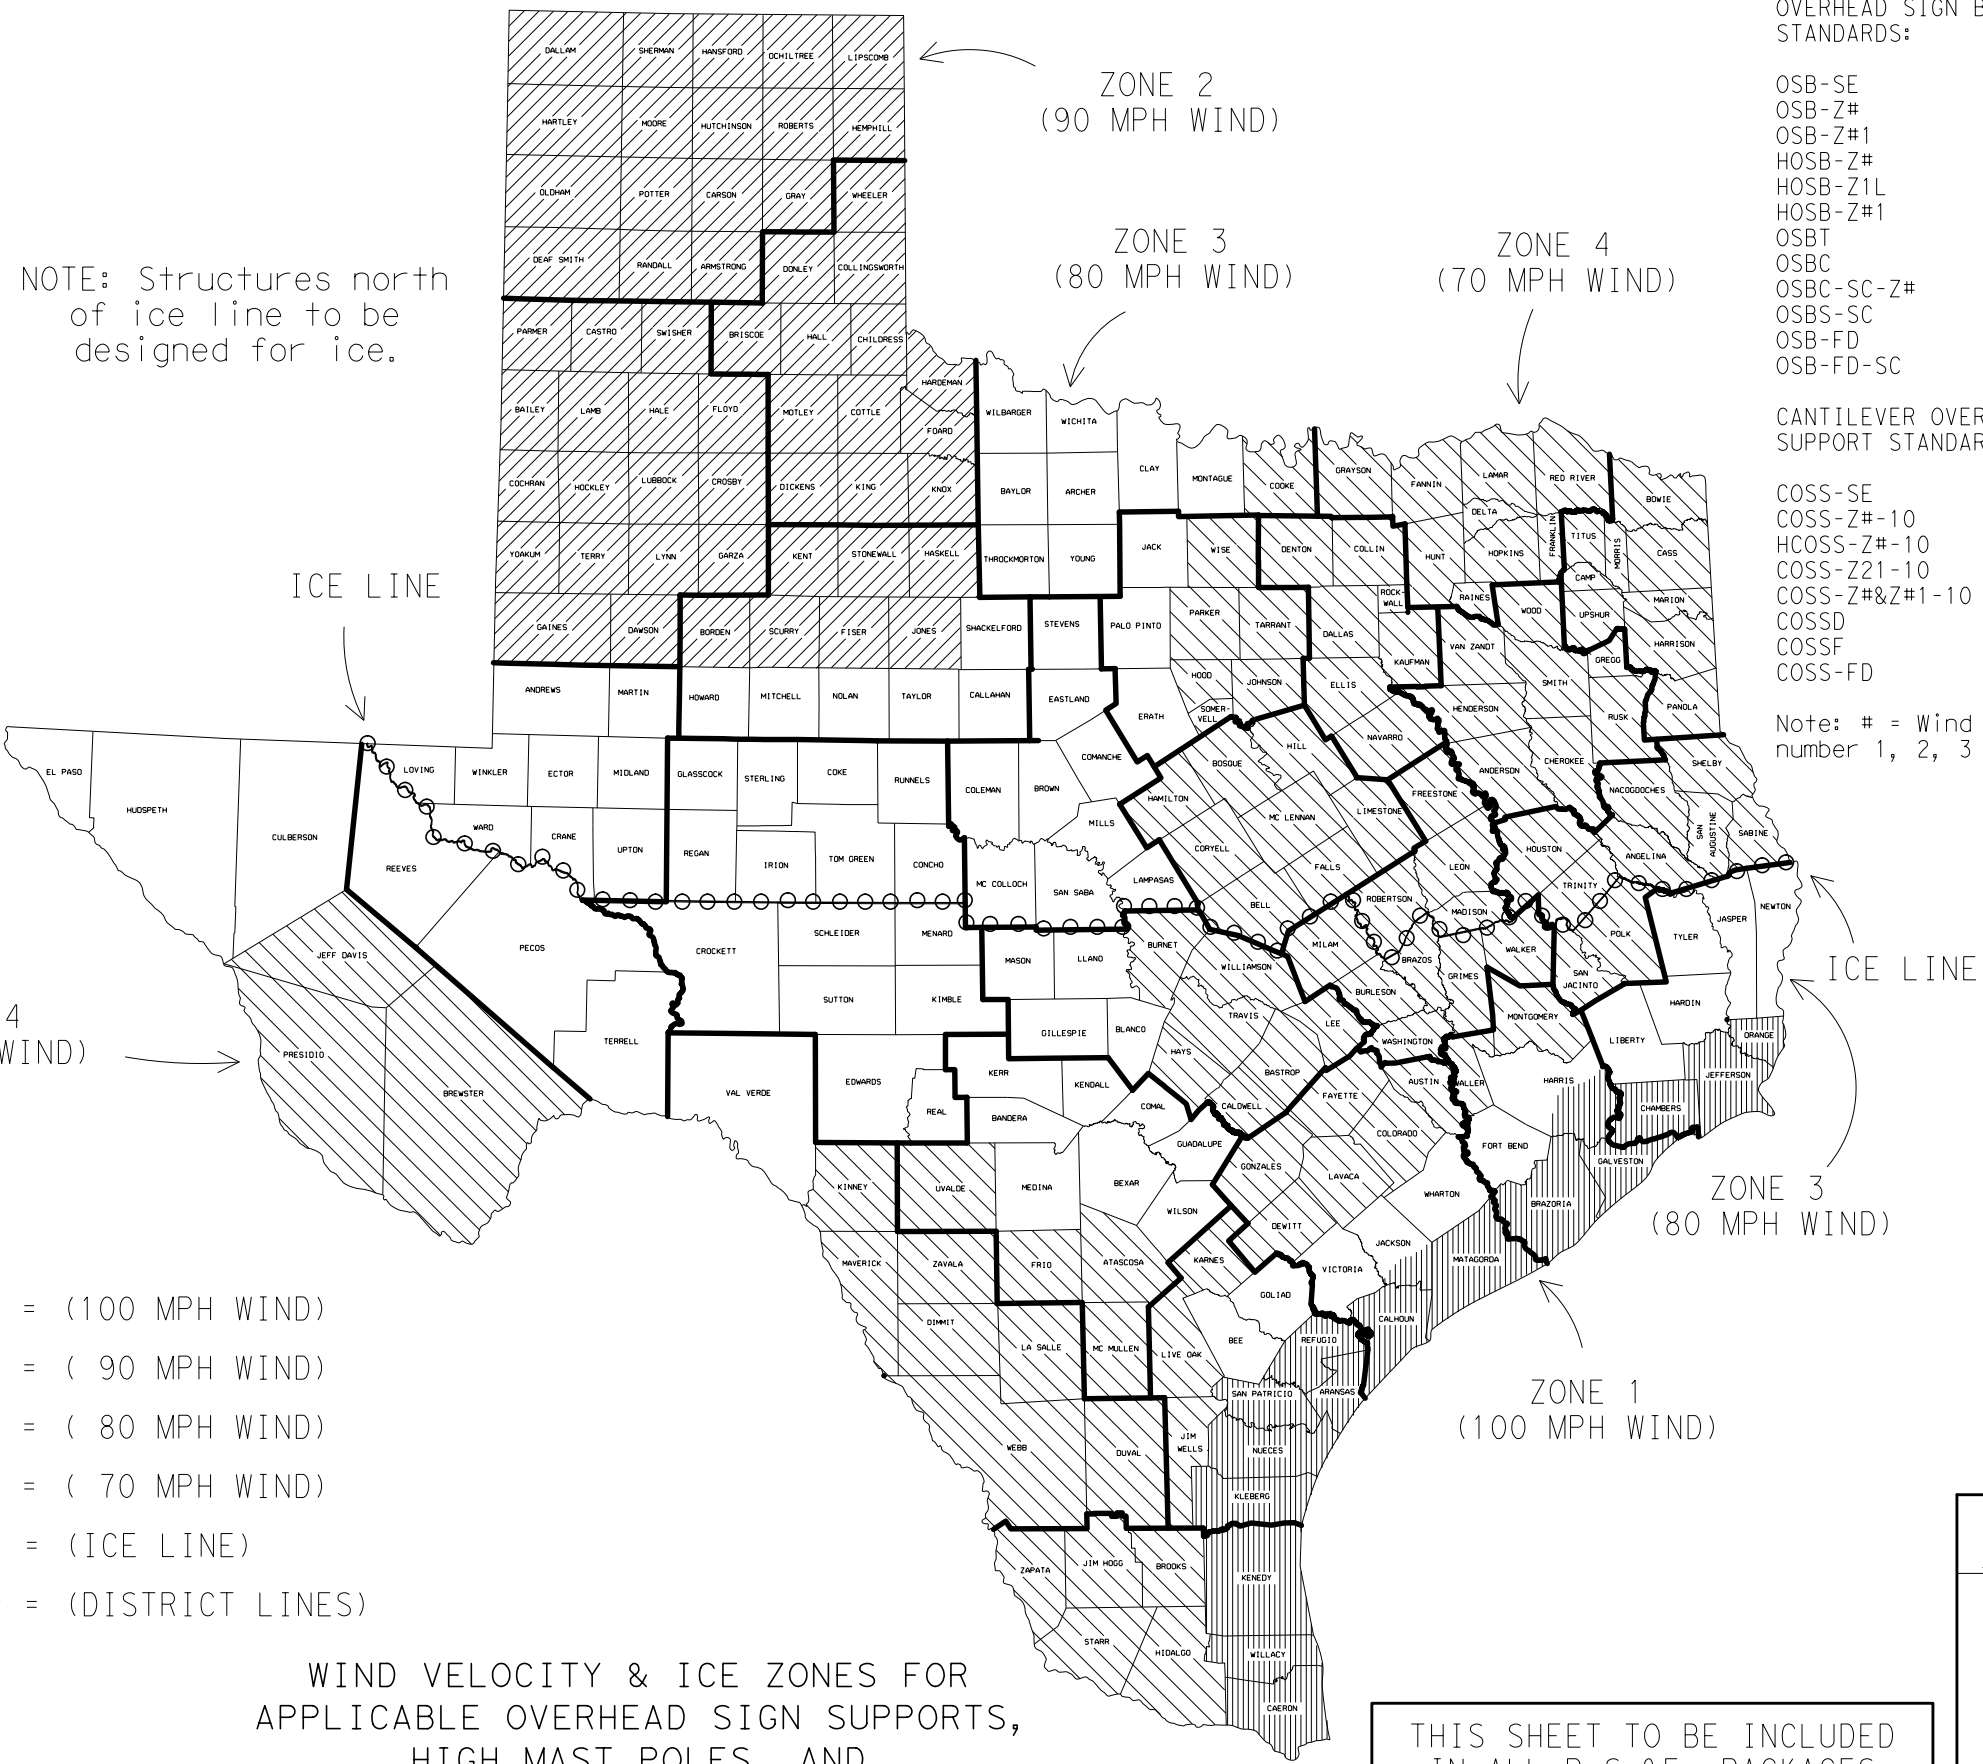 OVERHEAD SIGN B
STANDARDS:
OSB-SE
OSB-Z#
OSB-Z#1
HOSB-Z#
HOSB-Z1L
HOSB-Z#1
OSBT
OSBC
OSBC-SC-Z#
OSBS-SC
OSB-FD
OSB-FD-SC
CANTILEVER OVER
SUPPORT STANDAR
COSS-SE
COSS-Z#-10
HCOSS-Z#-10
COSS-Z21-10
COSS-Z#&Z#1-10
COSSD
COSSF
COSS-FD
Note: # = Wind
number 1, 2, 3
ZONE 2
(90 MPH WIND)
ZONE 3
(80 MPH WIND)
ZONE 4
(70 MPH WIND)
NOTE: Structures north
of ice line to be
designed for ice.
ICE LINE
DALLAM
SHERMAN
HANSFORD
OCHILTREE
LIPSCOMB
HARTLEY
MOORE
HUTCHINSON
ROBERTS
HEMPHILL
OLDHAM
POTTER
CARSON
GRAY
WHEELER
DEAF SMITH
RANDALL
ARMSTRONG
DONLEY
COLLINGSWORTH
PARMER
CASTRO
SWISHER
BRISCOE
HALL
CHILDRESS
HARDEMAN
BAILEY
LAMB
HALE
FLOYD
MOTLEY
COTTLE
FOARD
WILBARGER
WICHITA
COCHRAN
HOCKLEY
LUBBOCK
CROSBY
DICKENS
KING
KNOX
BAYLOR
ARCHER
CLAY
MONTAGUE
COOKE
GRAYSON
FANNIN
LAMAR
RED RIVER
BOWIE
DELTA
YOAKUM
TERRY
LYNN
GARZA
KENT
STONEWALL
HASKELL
THROCKMORTON
YOUNG
JACK
WISE
DENTON
COLLIN
HUNT
HOPKINS
FRANKLIN
TITUS
MORRIS
CASS
CAMP
MARION
GAINES
DAWSON
BORDEN
SCURRY
FISER
JONES
SHACKELFORD
STEVENS
PALO PINTO
PARKER
TARRANT
DALLAS
ROCK-
WALL
RAINES
WOOD
UPSHUR
HARRISON
KAUFMAN
VAN ZANDT
GREGG
ANDREWS
MARTIN
HOWARD
MITCHELL
NOLAN
TAYLOR
CALLAHAN
EASTLAND
ERATH
HOOD
SOMER-
VELL
JOHNSON
ELLIS
HENDERSON
SMITH
RUSK
PANOLA
NAVARRO
EL PASO
HUDSPETH
CULBERSON
LOVING
WINKLER
ECTOR
MIDLAND
GLASSCOCK
STERLING
COKE
RUNNELS
COLEMAN
BROWN
COMANCHE
HAMILTON
BOSQUE
HILL
FREESTONE
ANDERSON
CHEROKEE
NACOGDOCHES
SHELBY
REEVES
WARD
CRANE
UPTON
REGAN
IRION
TOM GREEN
CONCHO
MC COLLOCH
SAN SABA
MILLS
LAMPASAS
CORYELL
MC LENNAN
LIMESTONE
FALLS
LEON
HOUSTON
ANGELINA
SAN
AUGUSTINE
SABINE
TRINITY
BELL
ROBERTSON
MADISON
NEWTON
JASPER
TYLER
POLK
WALKER
SAN
JACINTO
JEFF DAVIS
PECOS
CROCKETT
SCHLEIDER
MENARD
MASON
LLANO
BURNET
WILLIAMSON
MILAM
BRAZOS
GRIMES
BURLESON
ICE LINE
SUTTON
KIMBLE
GILLESPIE
BLANCO
TRAVIS
LEE
WASHINGTON
MONTGOMERY
HARDIN
LIBERTY
ORANGE
4
WIND)
PRESIDIO
BREWSTER
TERRELL
VAL VERDE
EDWARDS
REAL
KERR
KENDALL
BANDERA
COMAL
HAYS
CALDWELL
BASTROP
FAYETTE
AUSTIN
WALLER
HARRIS
CHAMBERS
JEFFERSON
GUADALUPE
GONZALES
COLORADO
LAVACA
FORT BEND
GALVESTON
KINNEY
UVALDE
MEDINA
BEXAR
WILSON
DEWITT
WHARTON
BRAZORIA
ZONE 3
(80 MPH WIND)
MAVERICK
ZAVALA
FRIO
ATASCOSA
KARNES
VICTORIA
JACKSON
MATAGORDA
GOLIAD
CALHOUN
DIMMIT
LA SALLE
MC MULLEN
LIVE OAK
BEE
REFUGIO
SAN PATRICIO
ARANSAS
ZONE 1
(100 MPH WIND)
WEBB
DUVAL
JIM
WELLS
NUECES
KLEBERG
ZAPATA
JIM HOGG
BROOKS
KENEDY
STARR
HIDALGO
WILLACY
CAERON
= (100 MPH WIND)
= ( 90 MPH WIND)
= ( 80 MPH WIND)
= ( 70 MPH WIND)
= (ICE LINE)
= (DISTRICT LINES)
WIND VELOCITY & ICE ZONES FOR
APPLICABLE OVERHEAD SIGN SUPPORTS,
HIGH MAST POLES, AND
THIS SHEET TO BE INCLUDED
IN ALL P.S.&E. PACKAGES